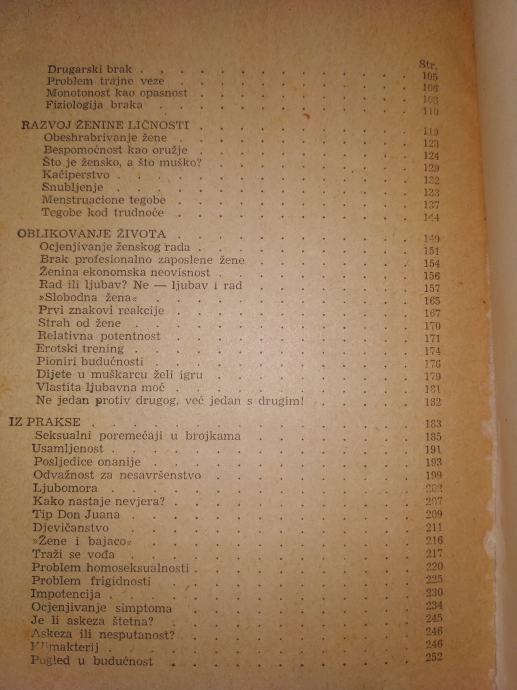 Str.
Drugarski brak 105
Problem trajne veze 106
Monotonost kao opasnost 108
Fiziologija braka 110
RAZVOJ ŽENINE LIČNOSTI 119
Obeshrabrivanje žene 123
Bespomoćnost kao oružje 124
Što je žensko, a što muško? 129
Kačiperstvo 132
Snubljenje 133
Menstruacione tegobe 137
Tegobe kod trudnoće 144
OBLIKOVANJE ŽIVOTA 149
Ocjenjivanje ženskog rada 151
Brak profesionalno zaposlene žene 154
Ženina ekonomska neovisnost 156
Rad ili ljubav? Ne — ljubav i rad 157
»Slobodna žena« 165
Prvi znakovi reakcije 167
Strah od žene 170
Relativna potentnost 171
Erotski trening 174
Pioniri budućnosti 176
Dijete u muškarcu želi igru 179
Vlastita ljubavna moć 181
Ne jedan protiv drugog, već jedan s drugim! 182
IZ PRAKSE 183
Seksualni poremećaji u brojkama 185
Usamljenost 191
Posljedice onanije 193
Odvažnost za nesavršenstvo 199
Ljubomora
Kako nastaje nevjera? 207
Tip Don Juana 209
Djevičanstvo 211
»Žene i bajaco« 216
Traži se vođa 217
Problem homoseksualnosti 220
Problem frigidnosti 225
Impotencija 230
Ocjenjivanje simptoma 234
Je li askeza štetna? 245
Askeza ili nesputanost? 246
Klimakterij 246
Pogled u budućnost 252